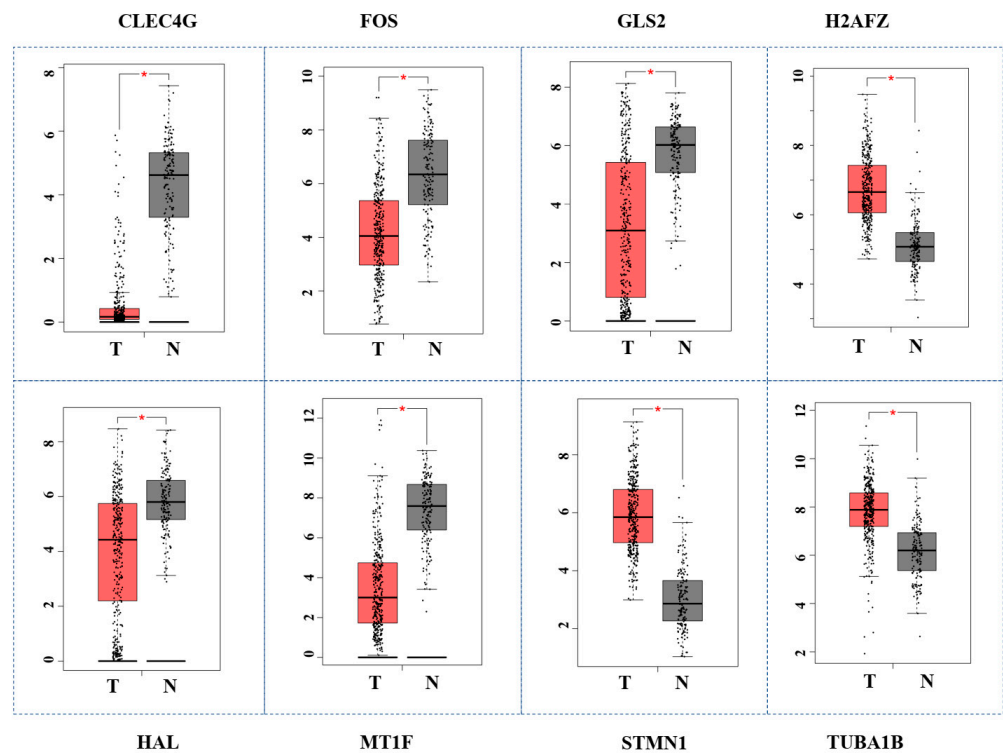 CLEC4G FOS GLS2 H2AFZ
*
0 2 4 6 8
T N
*
2 4 6 8 10
T N
*
0 2 4 6 8
T N
*
4 6 8 10
T N
*
0 2 4 6 8
T N
*
0 2 4 6 8 10 12
T N
*
2 4 6 8
T N
*
2 4 6 8 10 12
T N
HAL MT1F STMN1 TUBA1B